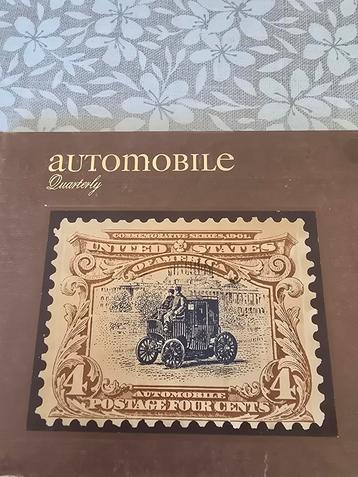 AUTOMOBILE
Quarterly
COMMEMORATIVE SERIES, 1901.
UNITED STATES
OF AMERICA
4 4
AUTOMOBILE
POSTAGE FOUR CENTS